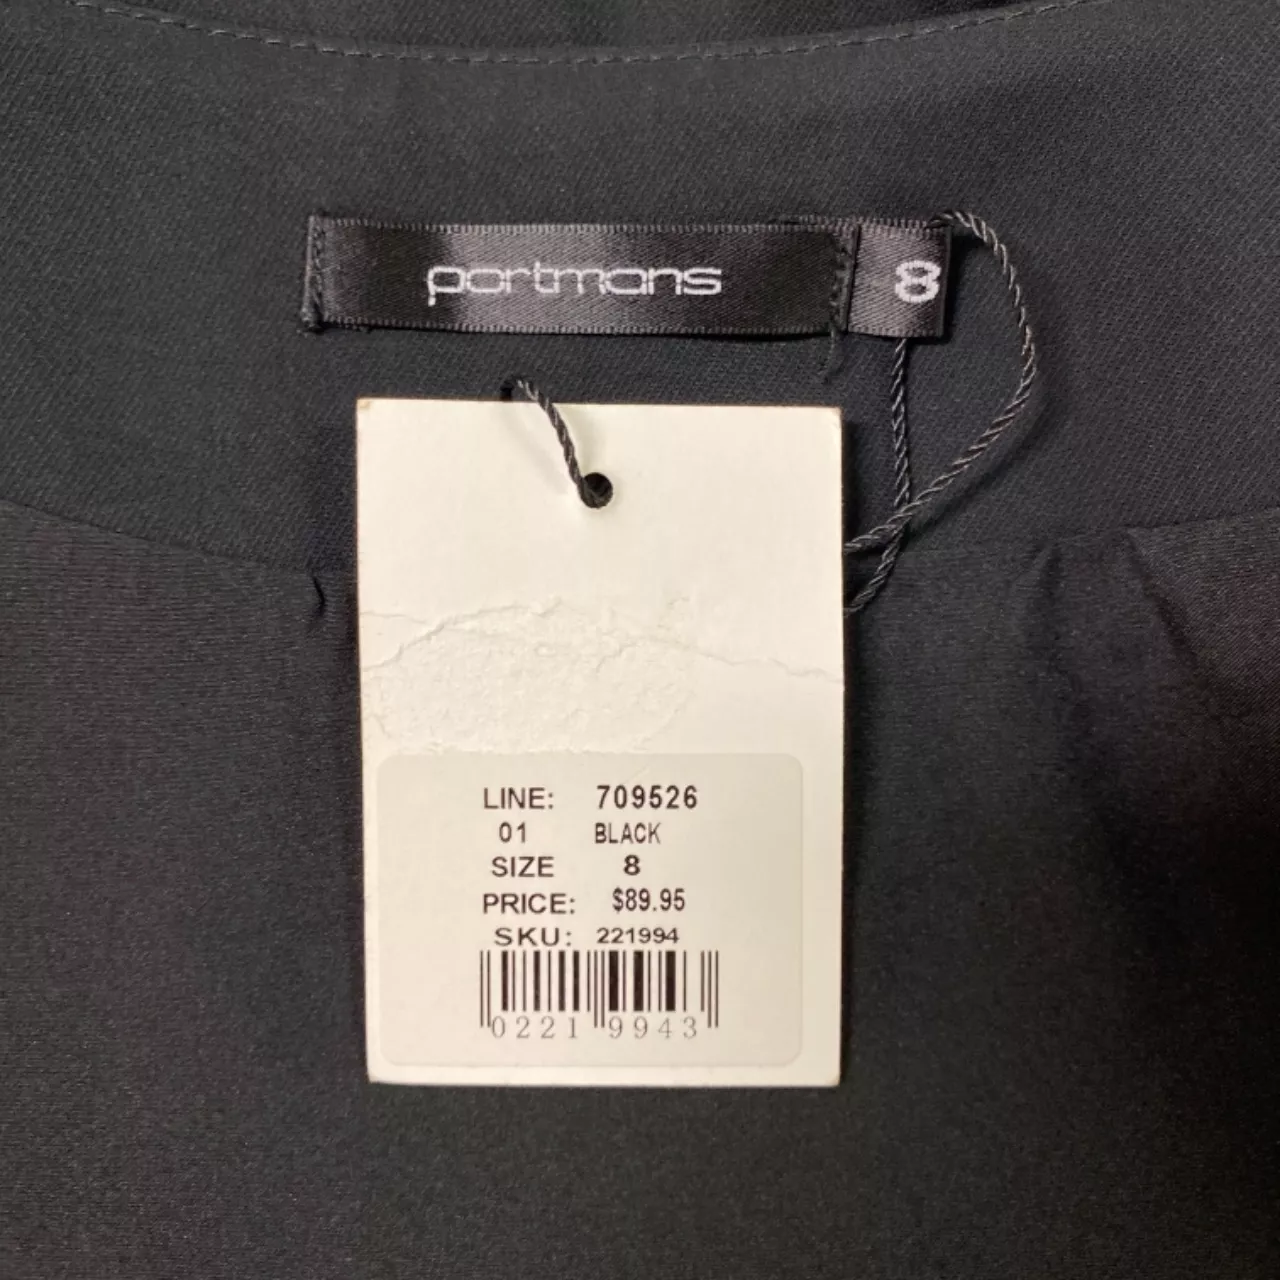 portmans 8
LINE: 709526
01 BLACK
SIZE 8
PRICE: $89.95
SKU: 221994
0221 9943